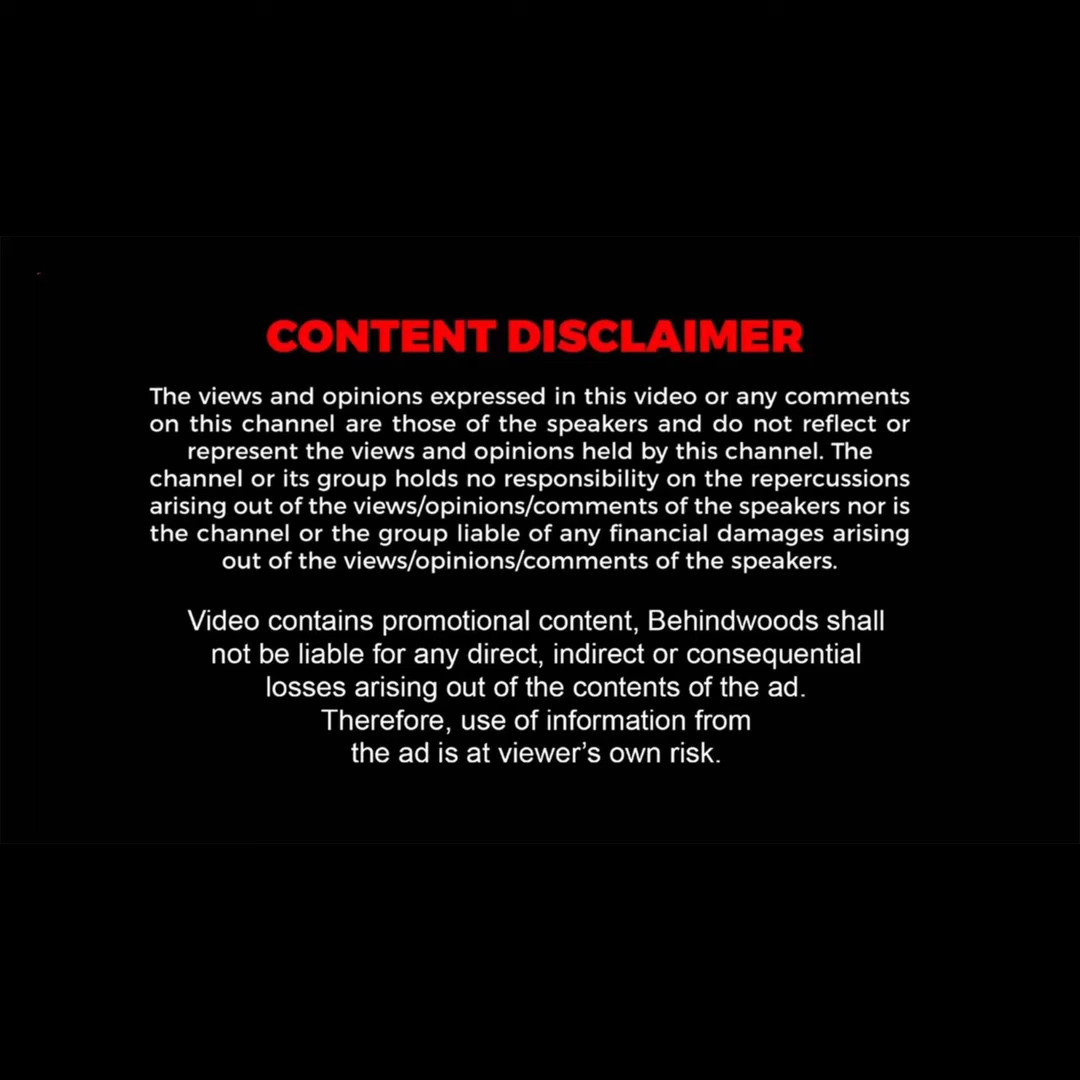 CONTENT DISCLAIMER
The views and opinions expressed in this video or any comments
on this channel are those of the speakers and do not reflect or
represent the views and opinions held by this channel. The
channel or its group holds no responsibility on the repercussions
arising out of the views/opinions/comments of the speakers nor is
the channel or the group liable of any financial damages arising
out of the views/opinions/comments of the speakers.
Video contains promotional content, Behindwoods shall
not be liable for any direct, indirect or consequential
losses arising out of the contents of the ad.
Therefore, use of information from
the ad is at viewer’s own risk.